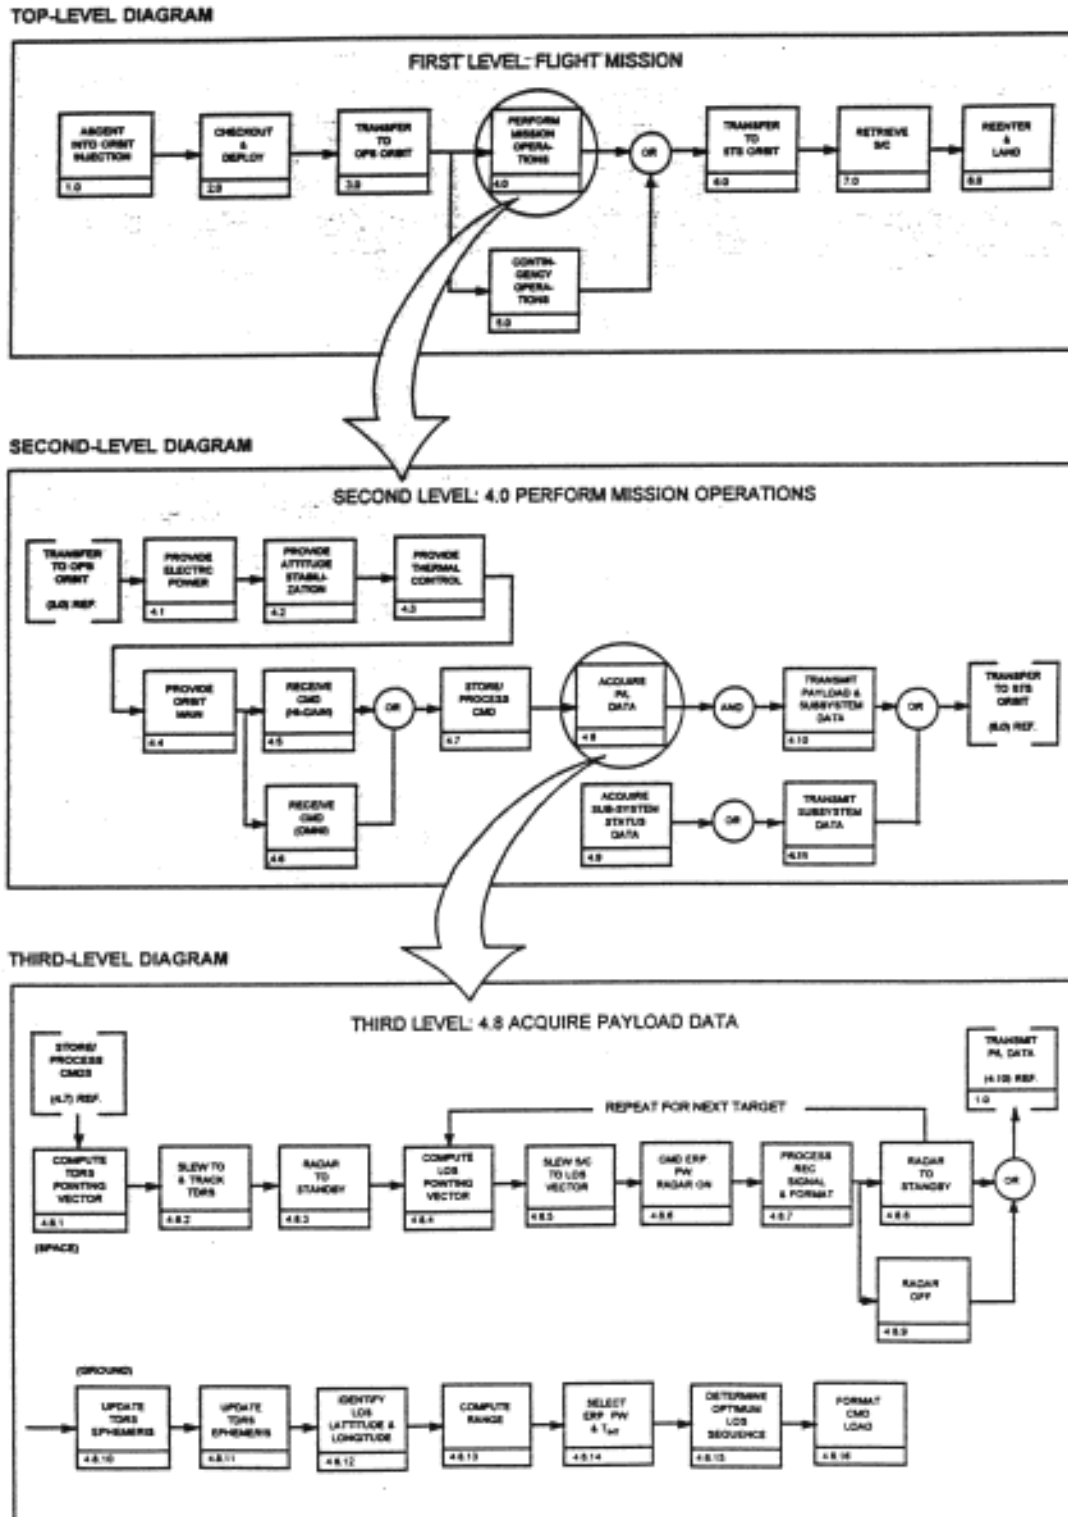 TOP-LEVEL DIAGRAM
FIRST LEVEL: FLIGHT MISSION
ASCENT
INTO ORBIT
INJECTION
1.0
CHECKOUT
&
DEPLOY
2.0
TRANSFER
TO
OPS ORBIT
3.0
PERFORM
MISSION
OPERA-
TIONS
4.0
OR
TRANSFER
TO
STS ORBIT
6.0
RETRIEVE
S/C
7.0
REENTER
&
LAND
8.0
CONTIN-
GENCY
OPERA-
TIONS
5.0
SECOND-LEVEL DIAGRAM
SECOND LEVEL: 4.0 PERFORM MISSION OPERATIONS
TRANSFER
TO OPS
ORBIT
(3.0) REF.
PROVIDE
ELECTRC
POWER
4.1
PROVIDE
ATTITUDE
STABILI-
ZATION
4.2
PROVIDE
THERMAL
CONTROL
4.3
PROVIDE
ORBIT
MAIN
4.4
RECEIVE
CMD
(HI-GAIN)
4.5
OR
STORE/
PROCESS
CMD
4.7
ACQUIRE
P/L
DATA
4.8
AND
TRANSMIT
PAYLOAD &
SUBSYSTEM
DATA
4.10
OR
TRANSFER
TO STS
ORBIT
(6.0) REF.
RECEIVE
CMD
(OMNI)
4.6
ACQUIRE
SUB-SYSTEM
STATUS
DATA
4.9
OR
TRANSMIT
SUBSYSTEM
DATA
4.11
THIRD-LEVEL DIAGRAM
THIRD LEVEL: 4.8 ACQUIRE PAYLOAD DATA
STORE/
PROCESS
CMDS
(4.7) REF.
TRANSMIT
P/L DATA
(4.10) REF.
1.0
REPEAT FOR NEXT TARGET
COMPUTE
TDRS
POINTING
VECTOR
4.8.1
SLEW TO
& TRACK
TDRS
4.8.2
RADAR
TO
STANDBY
4.8.3
COMPUTE
LOS
POINTING
VECTOR
4.8.4
SLEW S/C
TO LOS
VECTOR
4.8.5
CMD ERP.
PW
RADAR ON
4.8.6
PROCESS
REC
SIGNAL
& FORMAT
4.8.7
RADAR
TO
STANDBY
4.8.8
OR
(SPACE)
RADAR
OFF
4.8.9
(GROUND)
UPDATE
TDRS
EPHEMERIS
4.8.10
UPDATE
TDRS
EPHEMERIS
4.8.11
IDENTIFY
LOS
LATTITUDE &
LONGITUDE
4.8.12
COMPUTE
RANGE
4.8.13
SELECT
ERP. PW
4.8.14
DETERMINE
OPTIMUM
LOS
SEQUENCE
4.8.15
FORMAT
CMD
LOAD
4.8.16